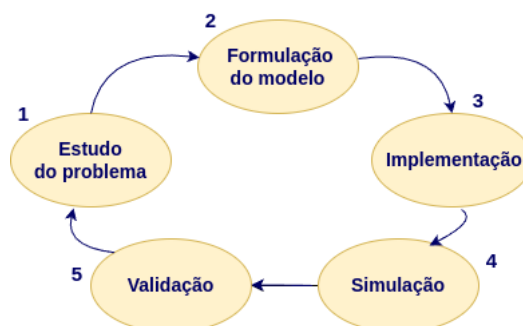 1
Estudo
do problema
2
Formulação
do modelo
3
Implementação
4
Simulação
5
Validação